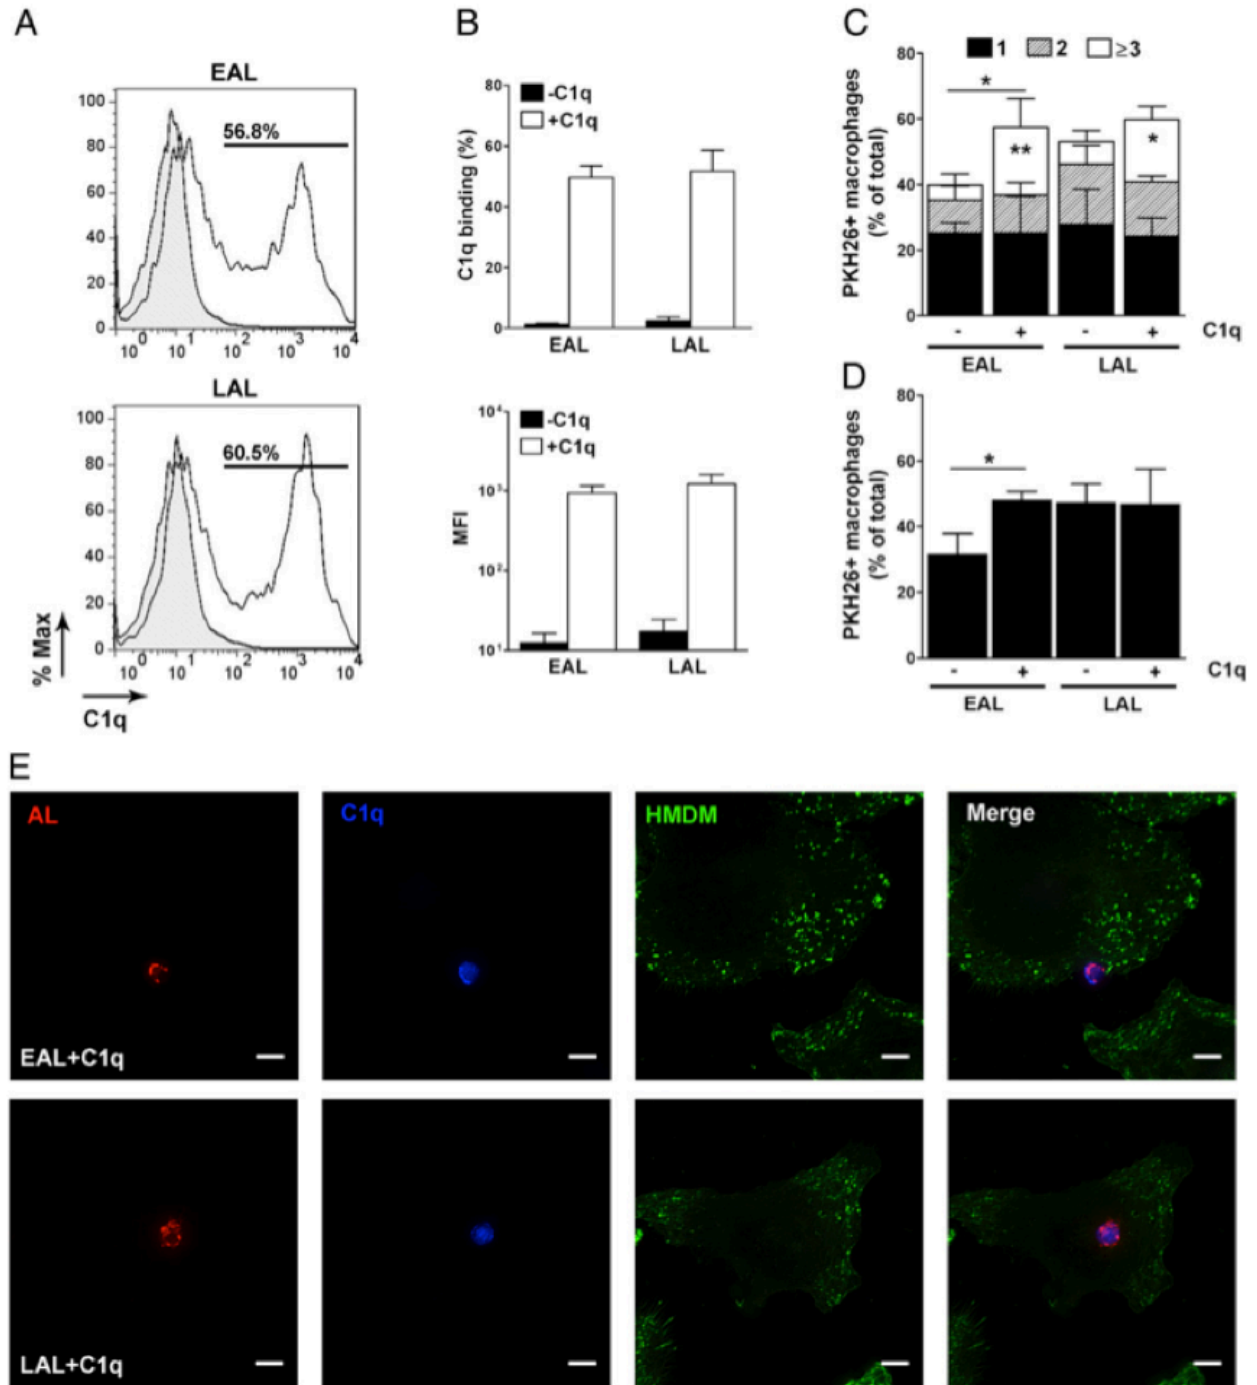 A
EAL
100
80
60
40
20
0
56.8%
10^0 10^1 10^2 10^3 10^4
LAL
100
80
60
40
20
0
60.5%
10^0 10^1 10^2 10^3 10^4
% Max
C1q
B
80
60
40
20
0
C1q binding (%)
-C1q
+C1q
EAL LAL
10^4
10^3
10^2
10^1
MFI
-C1q
+C1q
EAL LAL
C
1 2 ≥3
80
60
40
20
0
PKH26+ macrophages
(% of total)
*
**
*
- + - + C1q
EAL LAL
D
80
60
40
20
0
PKH26+ macrophages
(% of total)
*
- + - + C1q
EAL LAL
E
AL C1q HMDM Merge
EAL+C1q
LAL+C1q